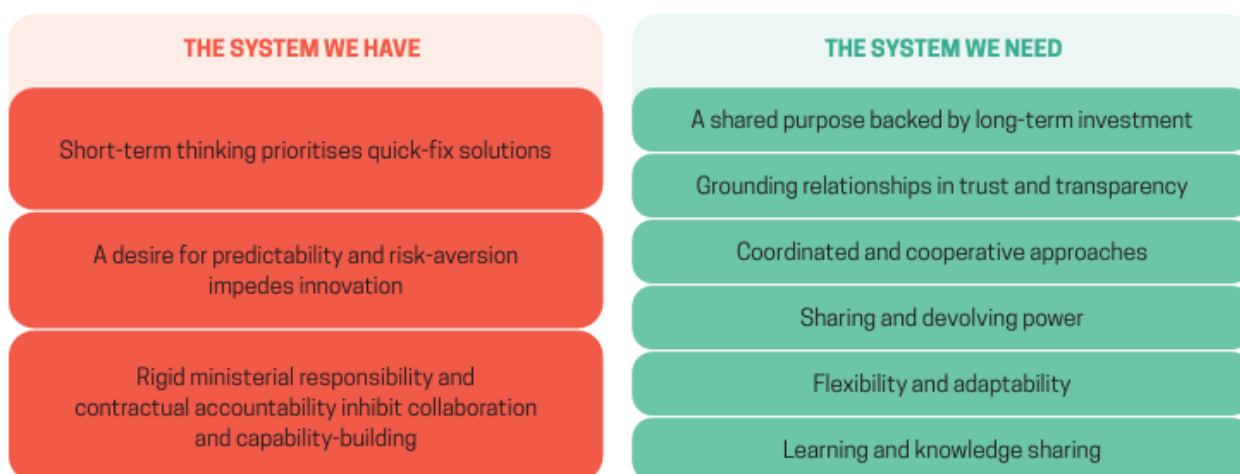 THE SYSTEM WE HAVE
Short-term thinking prioritises quick-fix solutions
A desire for predictability and risk-aversion
impedes innovation
Rigid ministerial responsibility and
contractual accountability inhibit collaboration
and capability-building
THE SYSTEM WE NEED
A shared purpose backed by long-term investment
Grounding relationships in trust and transparency
Coordinated and cooperative approaches
Sharing and devolving power
Flexibility and adaptability
Learning and knowledge sharing